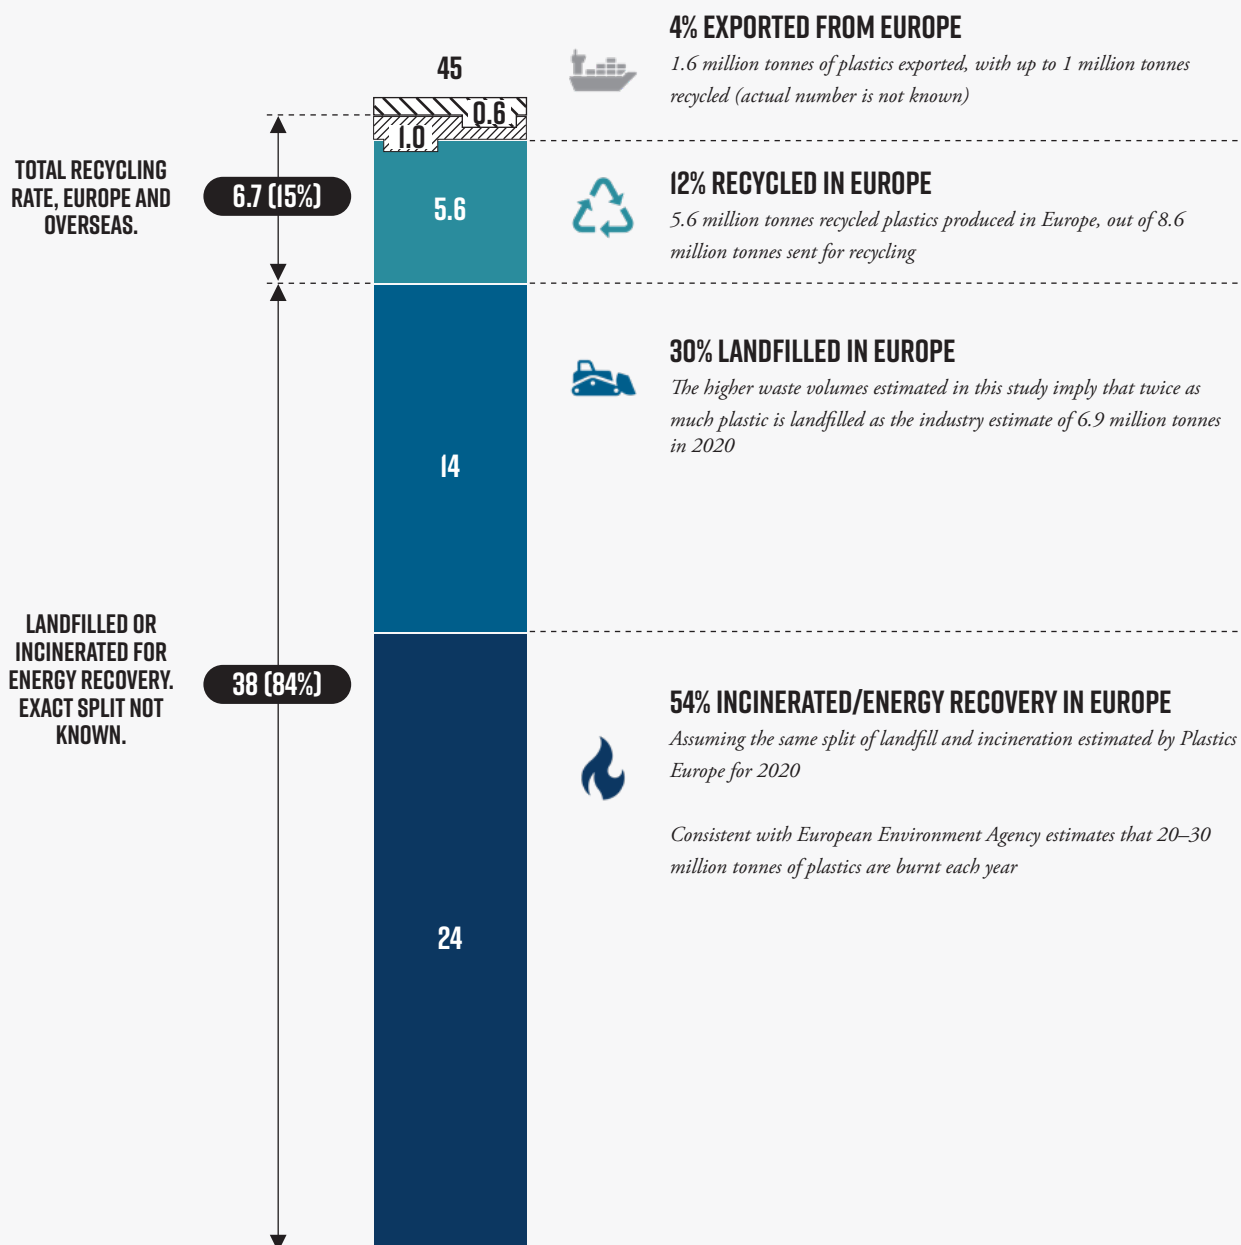 4% EXPORTED FROM EUROPE
1.6 million tonnes of plastics exported, with up to 1 million tonnes
recycled (actual number is not known)
45
0.6
1.0
TOTAL RECYCLING
RATE, EUROPE AND
OVERSEAS.
6.7 (15%)
5.6
12% RECYCLED IN EUROPE
5.6 million tonnes recycled plastics produced in Europe, out of 8.6
million tonnes sent for recycling
30% LANDFILLED IN EUROPE
The higher waste volumes estimated in this study imply that twice as
much plastic is landfilled as the industry estimate of 6.9 million tonnes
in 2020
14
LANDFILLED OR
INCINERATED FOR
ENERGY RECOVERY.
EXACT SPLIT NOT
KNOWN.
38 (84%)
54% INCINERATED/ENERGY RECOVERY IN EUROPE
Assuming the same split of landfill and incineration estimated by Plastics
Europe for 2020
Consistent with European Environment Agency estimates that 20–30
million tonnes of plastics are burnt each year
24